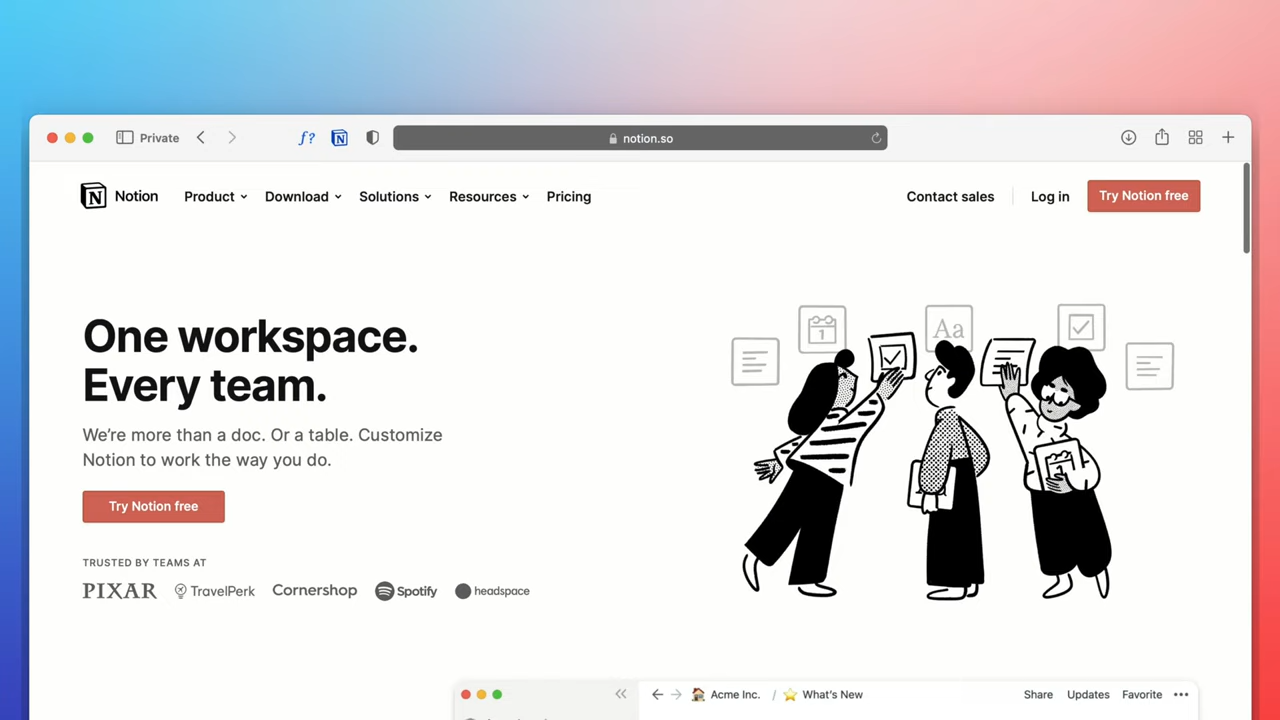 Private
f?
N
notion.so
N
Notion
Product
Download
Solutions
Resources
Pricing
Contact sales
Log in
Try Notion free
One workspace.
Every team.
We’re more than a doc. Or a table. Customize
Notion to work the way you do.
Try Notion free
TRUSTED BY TEAMS AT
PIXAR
TravelPerk
Cornershop
Spotify
headspace
1
Aa
Acme Inc. / What's New
Share
Updates
Favorite